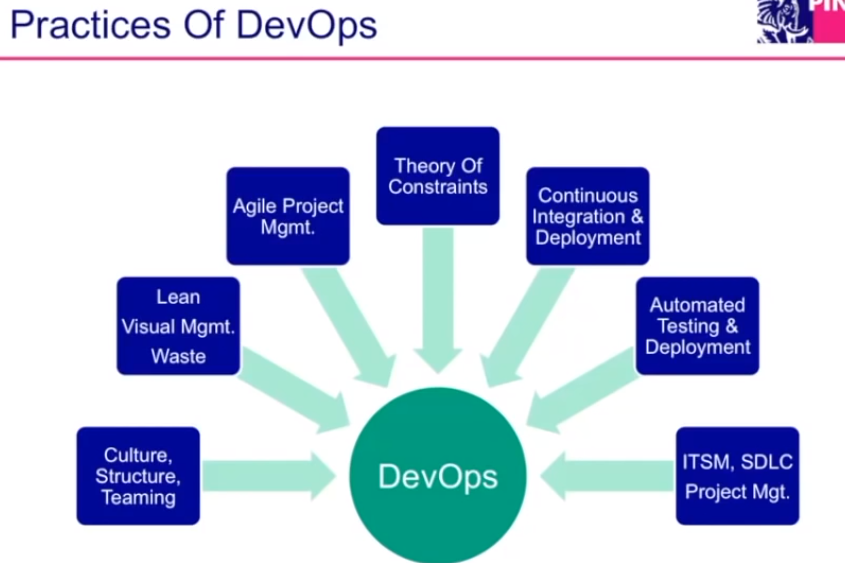 Practices Of DevOps
PIN
Theory Of
Constraints
Agile Project
Mgmt.
Continuous
Integration &
Deployment
Lean
Visual Mgmt.
Waste
Automated
Testing &
Deployment
Culture,
Structure,
Teaming
DevOps
ITSM, SDLC
Project Mgt.